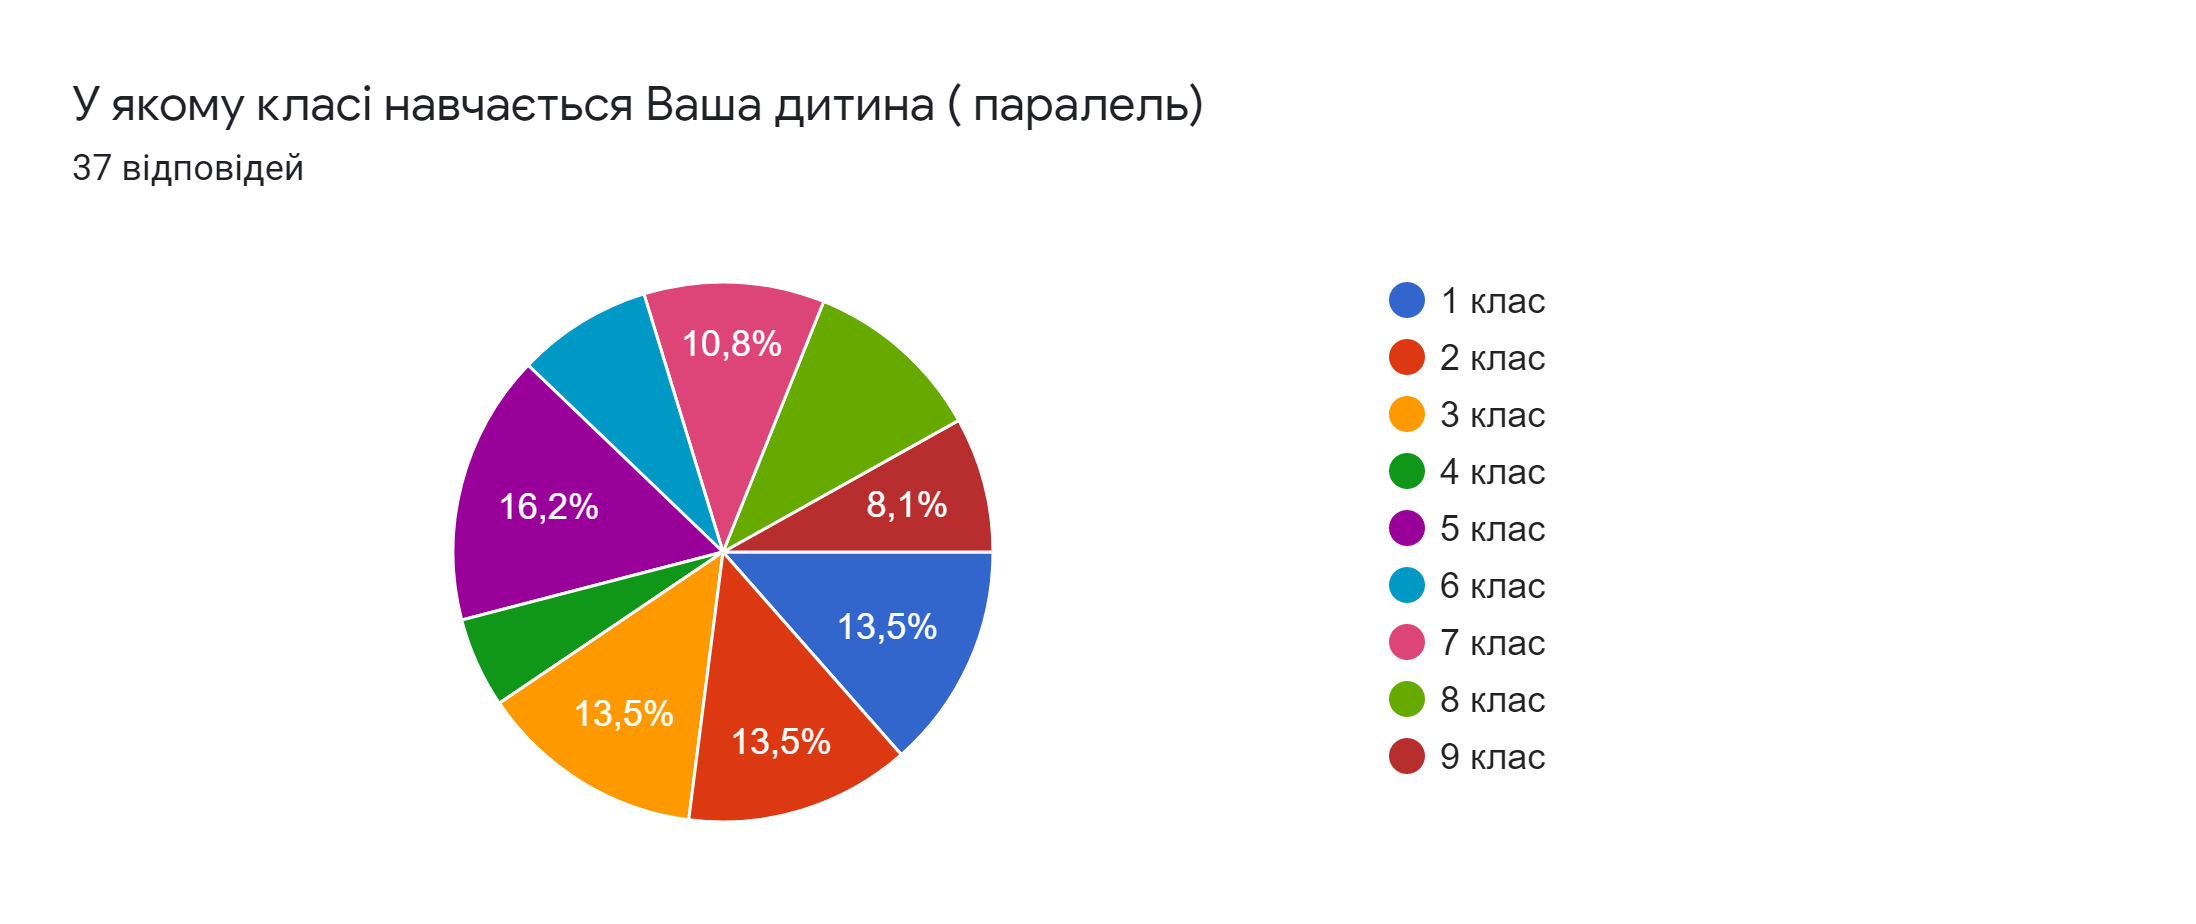 У якому класі навчається Ваша дитина ( паралель)
37 відповідей
10,8%
16,2%
8,1%
13,5%
13,5%
13,5%
1 клас
2 клас
3 клас
4 клас
5 клас
6 клас
7 клас
8 клас
9 клас